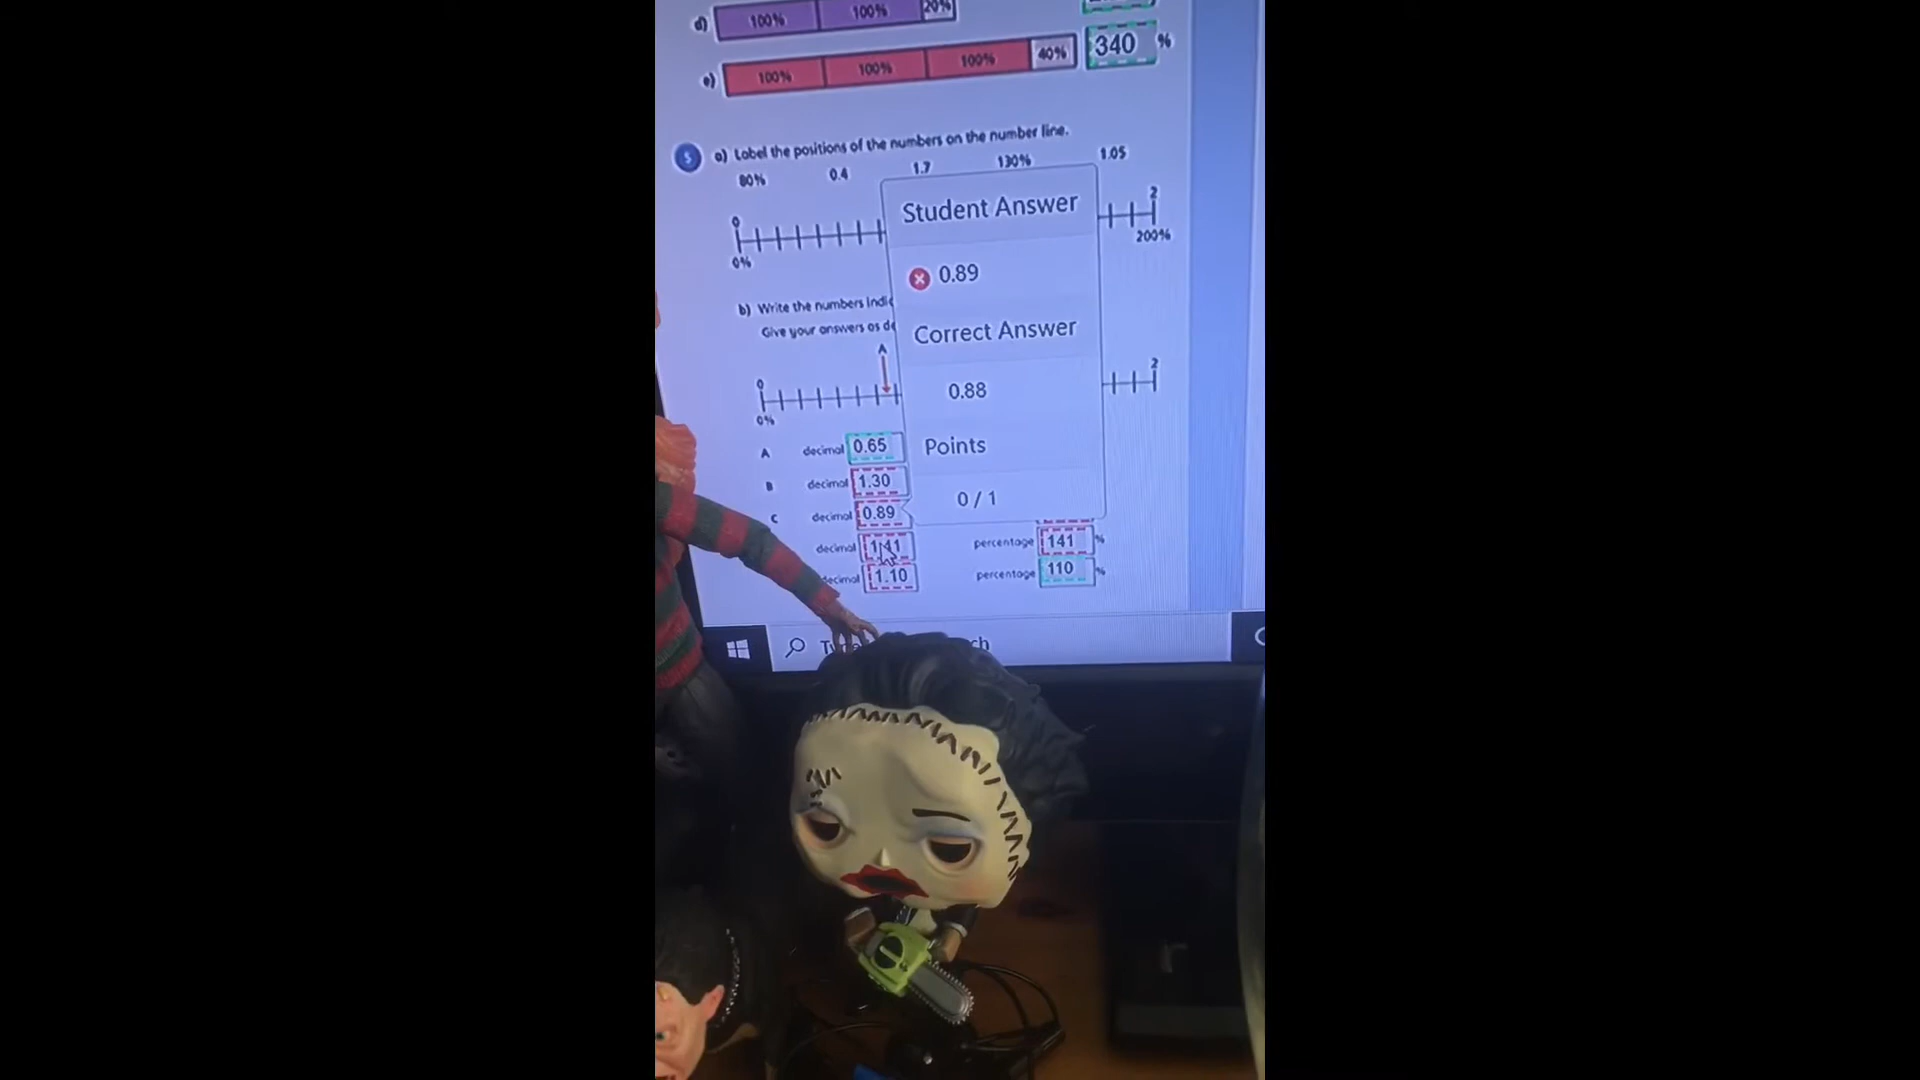 d) 100% 100% 20%
e) 100% 100% 100% 40% 340 %
5 a) Label the positions of the numbers on the number line.
80% 0.4 1.7 130% 1.05
Student Answer
0 2
0% 200%
0.89
b) Write the numbers indic
Give your answers as de
Correct Answer
A
0.88
0 2
0%
A decimal 0.65
Points
B decimal 1.30
C decimal 0.89
0 / 1
decimal 1.41 percentage 141 %
decimal 1.10 percentage 110 %